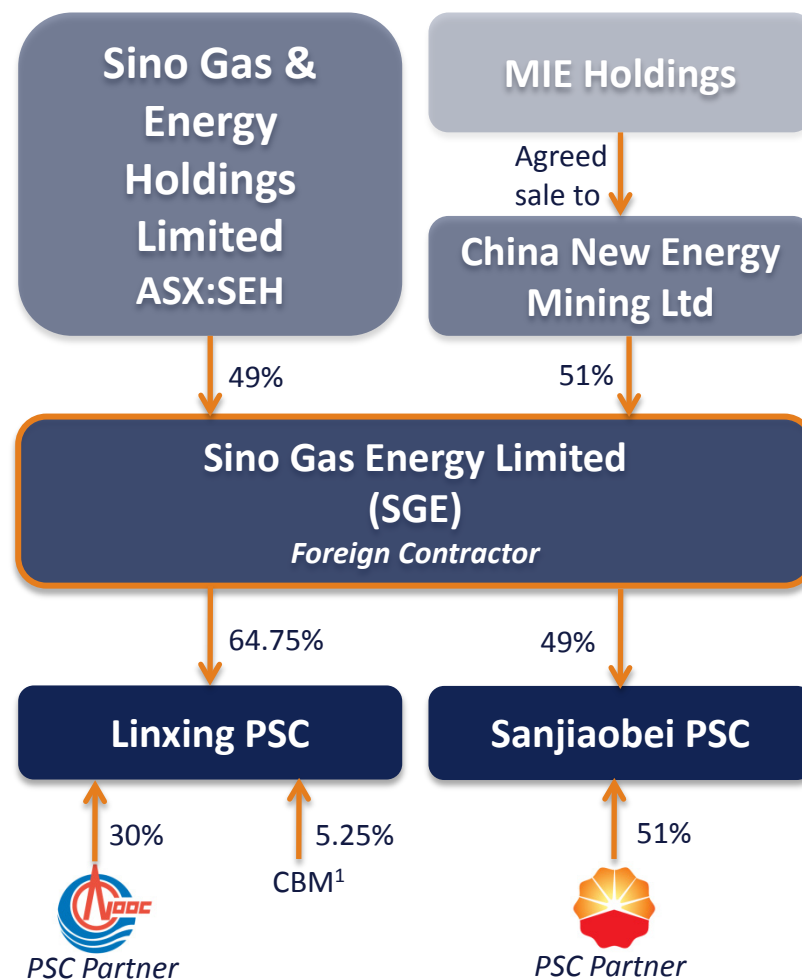 Sino Gas &
Energy
Holdings
Limited
ASX:SEH
MIE Holdings
Agreed
sale to
China New Energy
Mining Ltd
49%
51%
Sino Gas Energy Limited
(SGE)
Foreign Contractor
64.75%
49%
Linxing PSC
Sanjiaobei PSC
30%
5.25%
51%
CBM¹
CNOOC
PSC Partner
PSC Partner